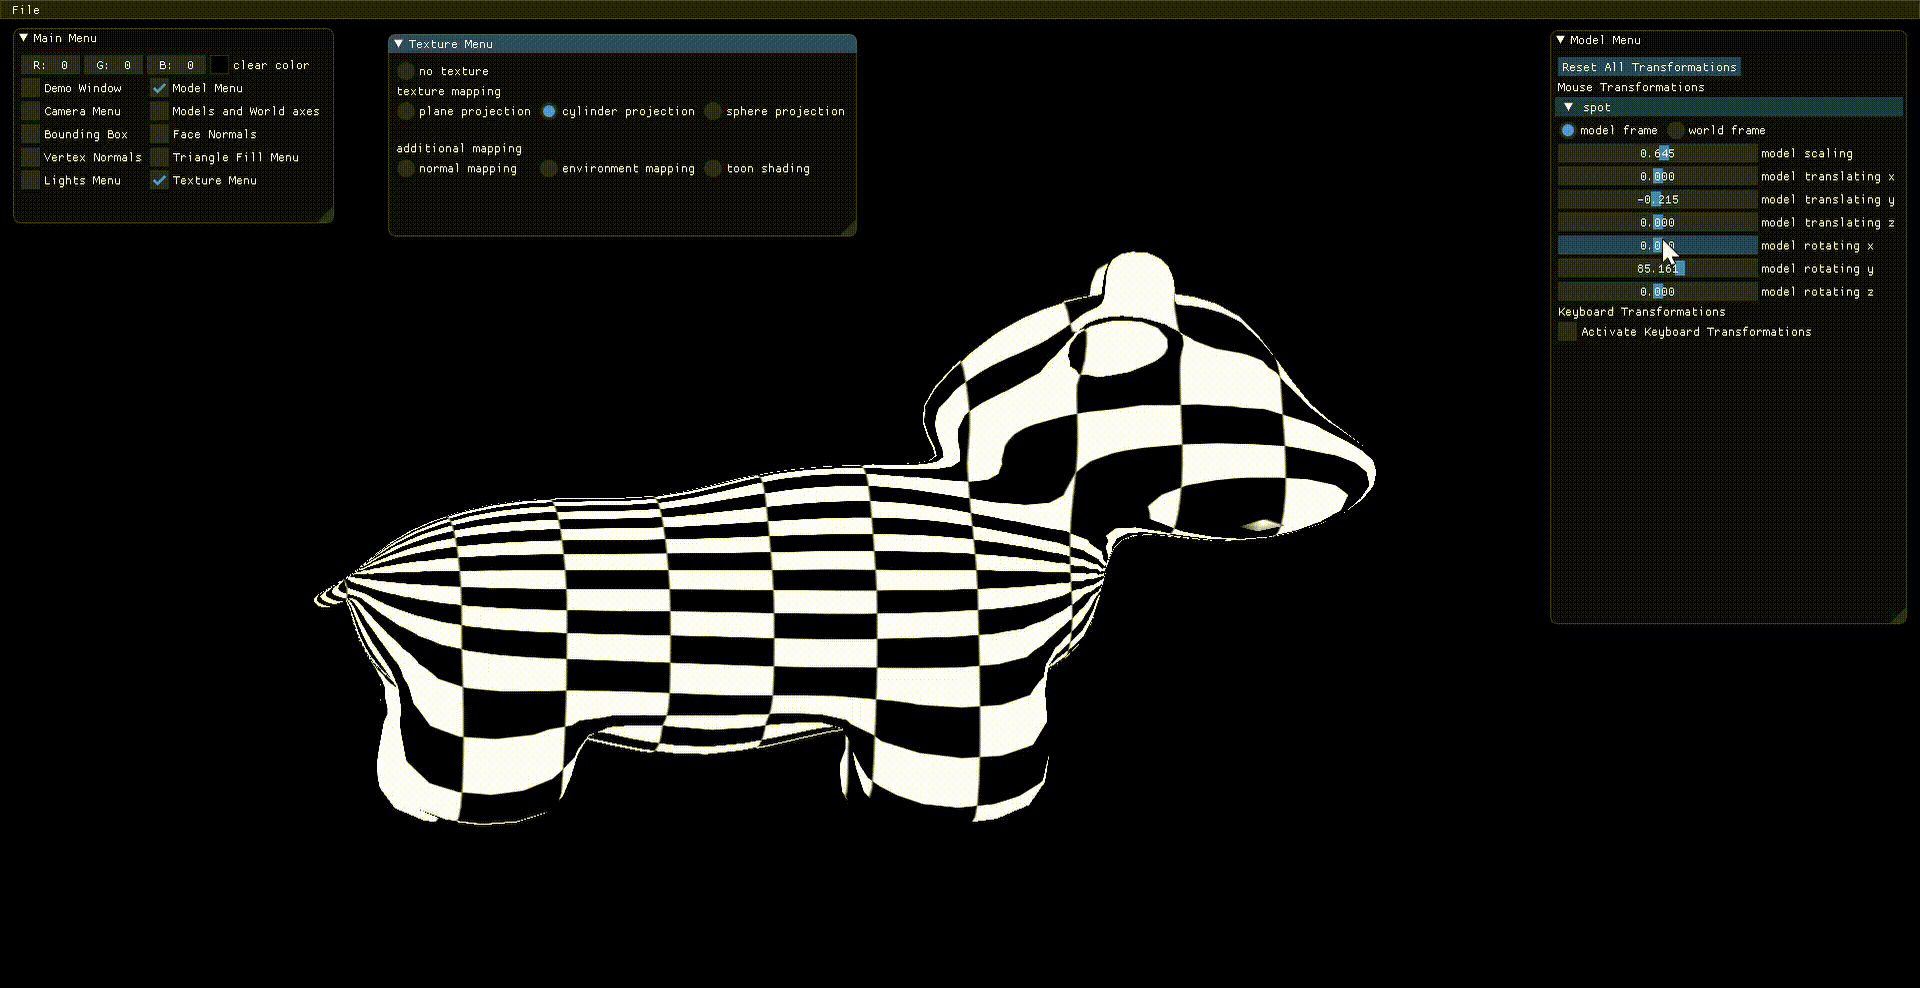 File
Main Menu
R: 0 G: 0 B: 0 clear color
Demo Window Model Menu
Camera Menu Models and World axes
Bounding Box Face Normals
Vertex Normals Triangle Fill Menu
Lights Menu Texture Menu
Texture Menu
no texture
texture mapping
plane projection cylinder projection sphere projection
additional mapping
normal mapping environment mapping toon shading
Model Menu
Reset All Transformations
Mouse Transformations
spot
model frame world frame
0.645 model scaling
0.000 model translating x
-0.215 model translating y
0.000 model translating z
model rotating x
85.161 model rotating y
0.000 model rotating z
Keyboard Transformations
Activate Keyboard Transformations